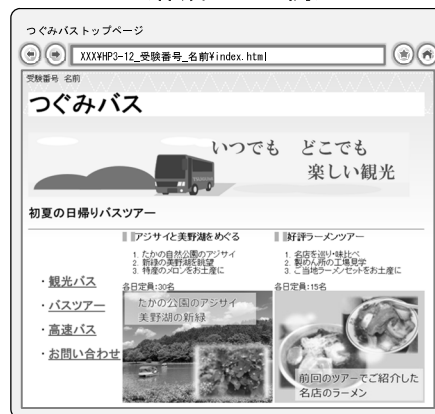 つぐみバストップページ
XXX¥HP3-12_受験番号_名前¥index.html
受験番号 名前
つぐみバス
いつでも どこでも
楽しい観光
初夏の日帰りバスツアー
・観光バス
・バスツアー
・高速バス
・お問い合わせ
アジサイと美野湖をめぐる
1. たかの自然公園のアジサイ
2. 新緑の美野湖を眺望
3. 特産のメロンをお土産に
各日定員:30名
たかの公園のアジサイ
美野湖の新緑
好評ラーメンツアー
1. 名店を巡り・味比べ
2. 製めん所の工場見学
3. ご当地ラーメンセットをお土産に
各日定員:15名
前回のツアーでご紹介した
名店のラーメン